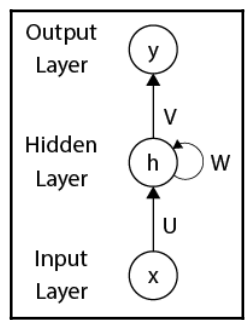 Output
Layer
y
V
Hidden
Layer
h
W
U
Input
Layer
x